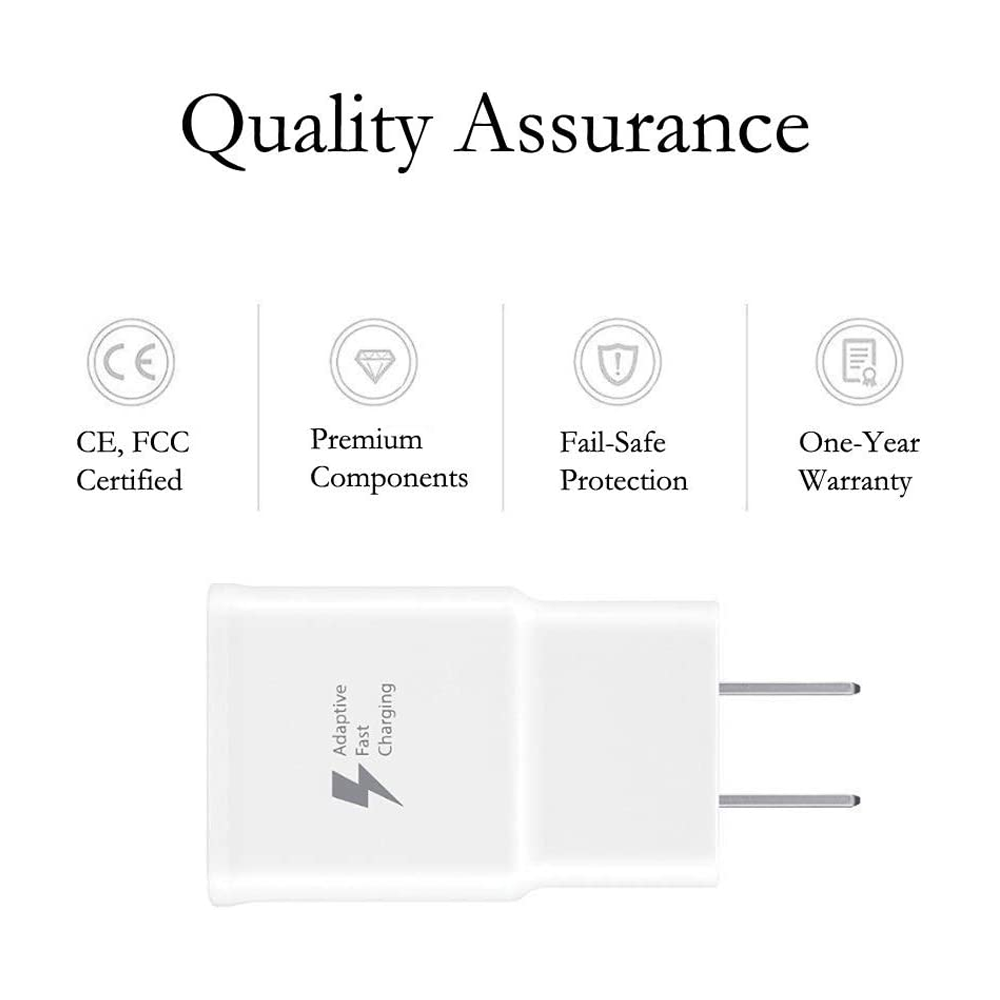 Quality Assurance
CE
CE, FCC
Certified
Premium
Components
Fail-Safe
Protection
One-Year
Warranty
Adaptive
Fast
Charging